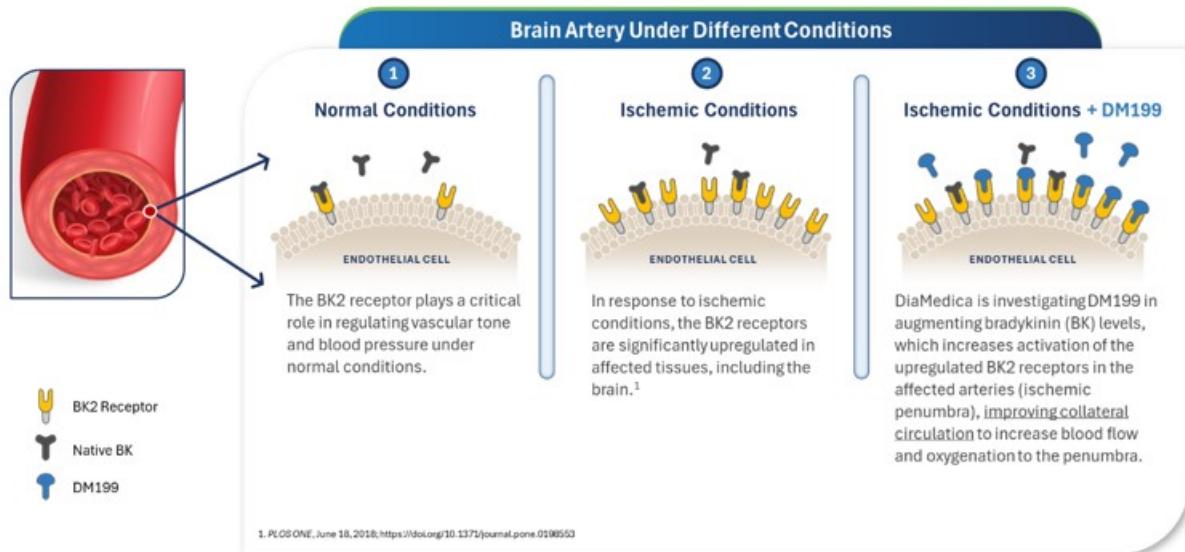 Brain Artery Under Different Conditions
1
Normal Conditions
ENDOTHELIAL CELL
The BK2 receptor plays a critical
role in regulating vascular tone
and blood pressure under
normal conditions.
2
Ischemic Conditions
ENDOTHELIAL CELL
In response to ischemic
conditions, the BK2 receptors
are significantly upregulated in
affected tissues, including the
brain.1
3
Ischemic Conditions + DM199
ENDOTHELIAL CELL
DiaMedica is investigating DM199 in
augmenting bradykinin (BK) levels,
which increases activation of the
upregulated BK2 receptors in the
affected arteries (ischemic
penumbra), improving collateral
circulation to increase blood flow
and oxygenation to the penumbra.
BK2 Receptor
Native BK
DM199
1. PLOS ONE, June 18, 2018; https://doi.org/10.1371/journal.pone.0198553